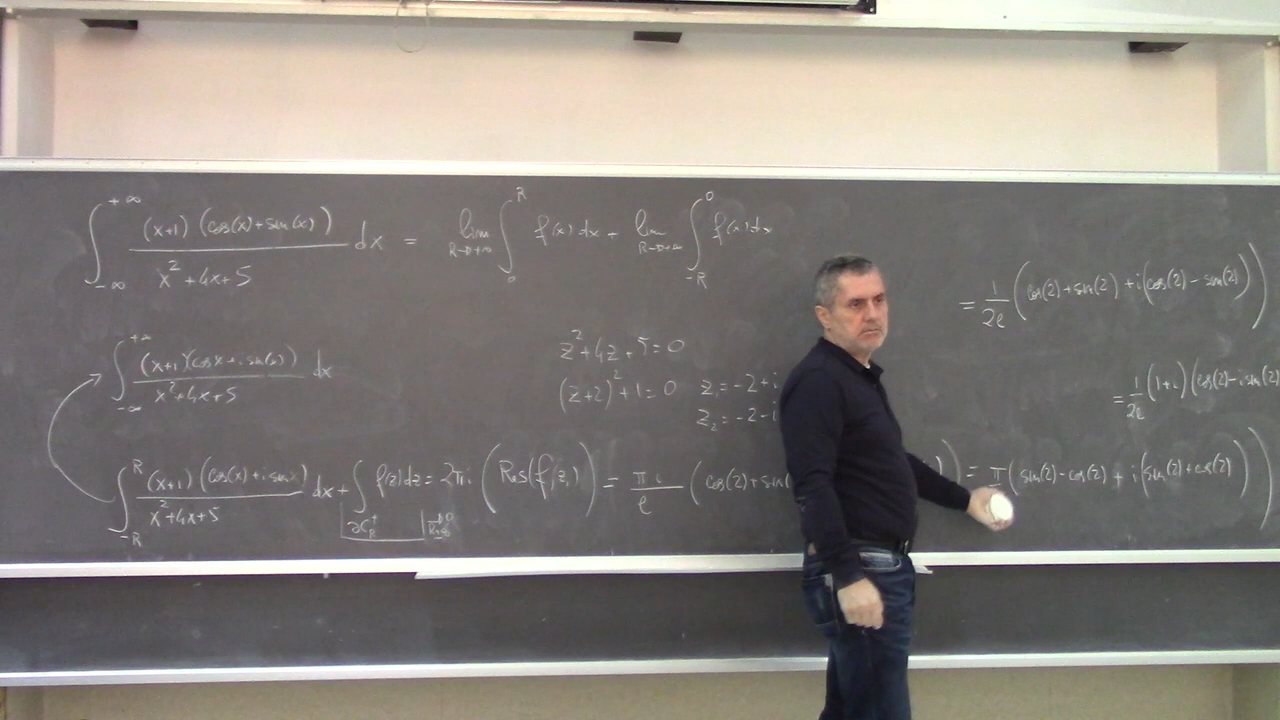 ∫_{-∞}^{+∞} (x+1)(cos(x)+sin(x)) / (x²+4x+5) dx = lim_{R→+∞} ∫_0^R f(x)dx + lim_{R→+∞} ∫_{-R}^0 f(x)dx
= 1/(2e) (cos(2)+sin(2) + i(cos(2) - sin(2)))
∫_{-∞}^{+∞} (x+1)(cos x + i sin(x)) / (x²+4x+5) dx
z²+4z+5=0
(z+2)²+1=0 z₁=-2+i
z₂=-2-i
= 1/(2e) (1+i)(cos(2)-i sin(2)
∫_{-R}^R (x+1)(cos(x)+i sin x) / (x²+4x+5) dx + ∫_{∂C_R^+} f(z)dz = 2πi (Res(f,z₁)) = πi/e (cos(2)+sin( ) = π (sin(2)-cos(2) + i(sin(2)+cos(2)))